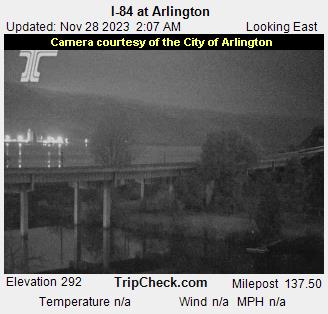 I-84 at Arlington
Updated: Nov 28 2023 2:07 AM Looking East
Camera courtesy of the City of Arlington
Elevation 292 TripCheck.com Milepost 137.50
Temperature n/a Wind n/a MPH n/a